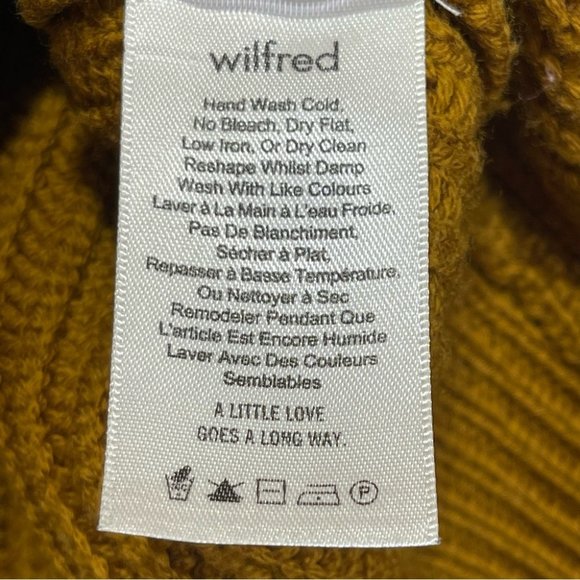 wilfred
Hand Wash Cold,
No Bleach, Dry Flat,
Low Iron, Or Dry Clean
Reshape Whilst Damp
Wash With Like Colours
Laver à La Main à L'eau Froide,
Pas De Blanchiment,
Sécher à Plat,
Repasser à Basse Température,
Ou Nettoyer à Sec
Remodeler Pendant Que
L'article Est Encore Humide
Laver Avec Des Couleurs
Semblables
A LITTLE LOVE
GOES A LONG WAY.
P